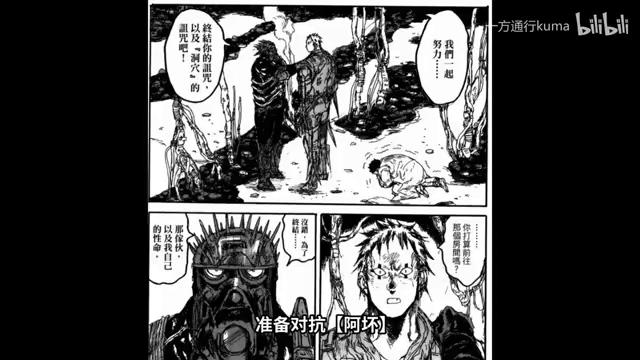 一方通行kuma bilibili
我們一起
努力……
終結你的詛咒，
以及『洞穴』的
詛咒吧！
……
你打算前往
那個房間嗎？
沒錯，為了
終結……
那傢伙
以及我自己
的性命。
准备对抗【阿坏】